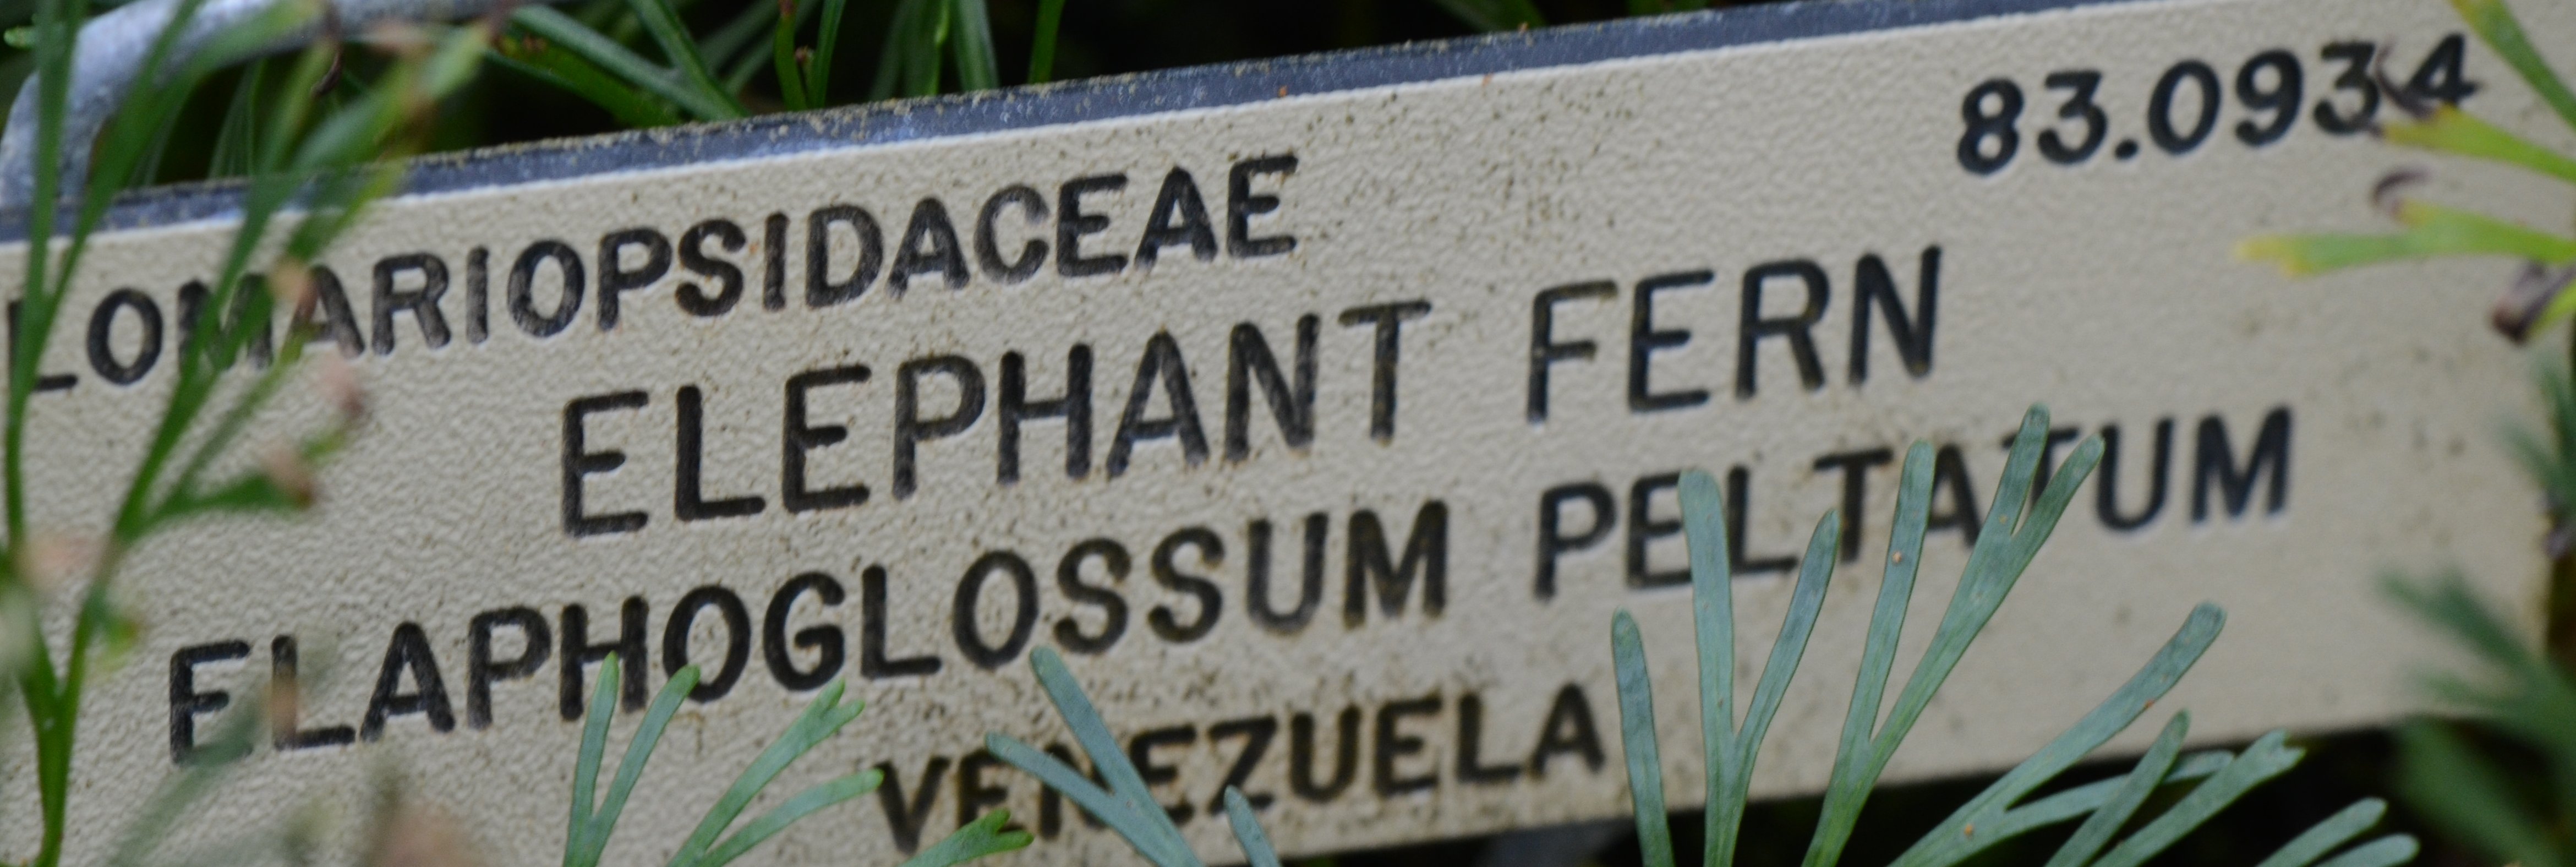 83.0934
LOMARIOPSIDACEAE
ELEPHANT FERN
ELAPHOGLOSSUM PELTATUM
VENEZUELA